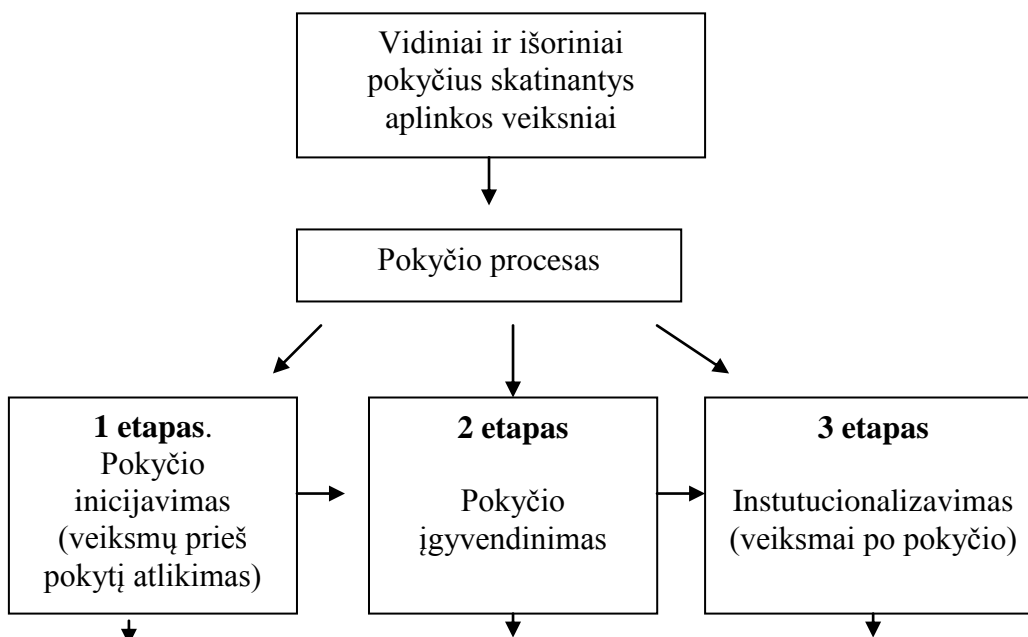 Vidiniai ir išoriniai
pokyčius skatinantys
aplinkos veiksniai
Pokyčio procesas
1 etapas.
Pokyčio
inicijavimas
(veiksmų prieš
pokytį atlikimas)
2 etapas
Pokyčio
įgyvendinimas
3 etapas
Instutucionalizavimas
(veiksmai po pokyčio)